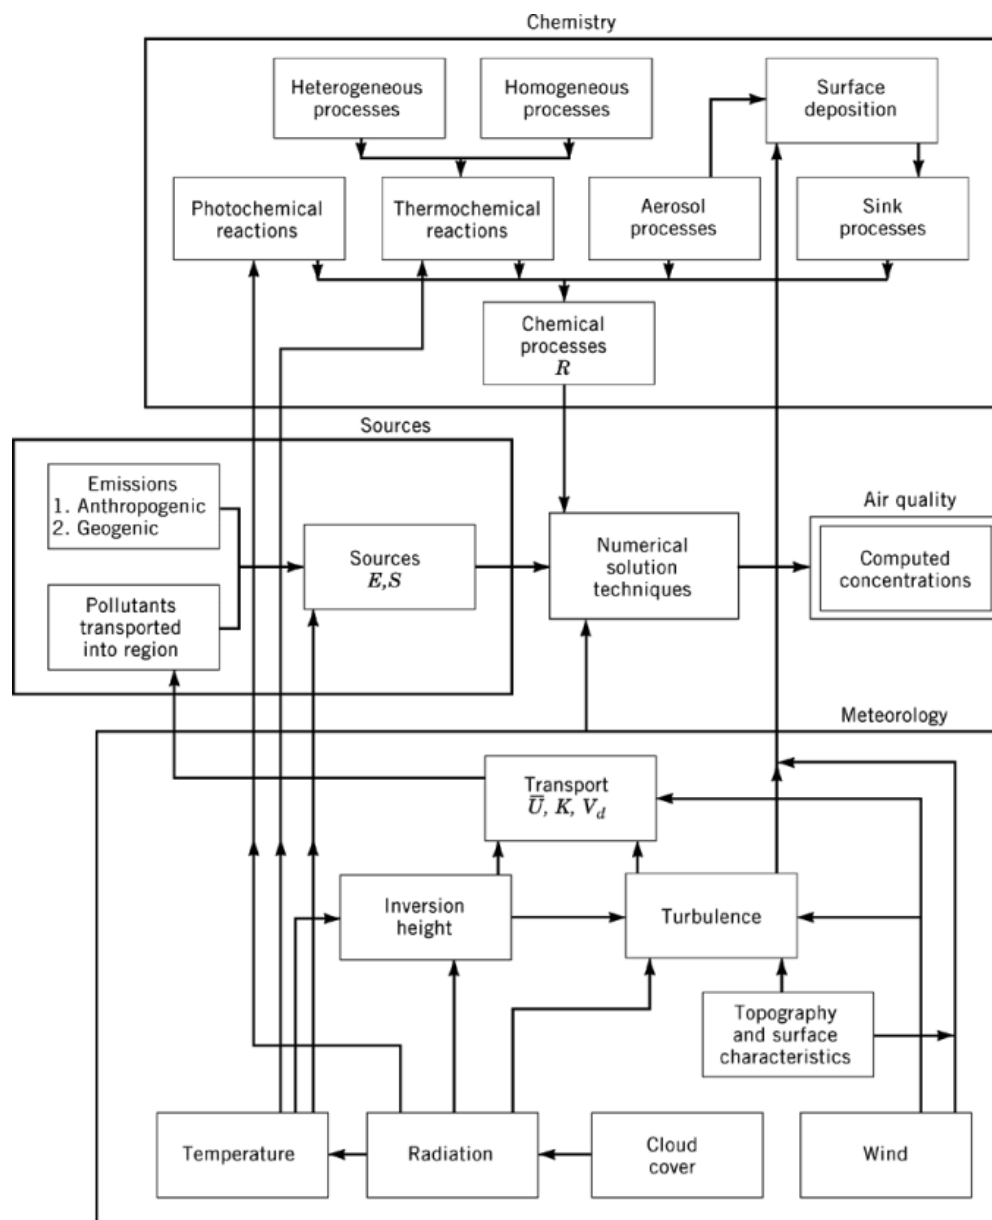 Chemistry
Heterogeneous
processes
Homogeneous
processes
Surface
deposition
Photochemical
reactions
Thermochemical
reactions
Aerosol
processes
Sink
processes
Chemical
processes
R
Sources
Emissions
1. Anthropogenic
2. Geogenic
Pollutants
transported
into region
Sources
E,S
Numerical
solution
techniques
Air quality
Computed
concentrations
Meteorology
Transport
U̅, K, V_d
Inversion
height
Turbulence
Topography
and surface
characteristics
Temperature
Radiation
Cloud
cover
Wind